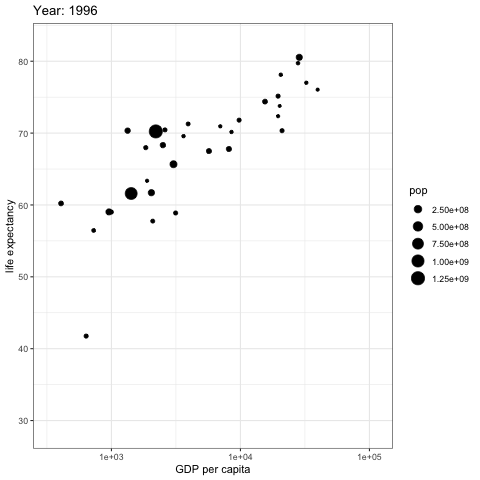 Year: 1996
life expectancy
80
70
60
50
40
30
1e+03
1e+04
1e+05
GDP per capita
pop
2.50e+08
5.00e+08
7.50e+08
1.00e+09
1.25e+09